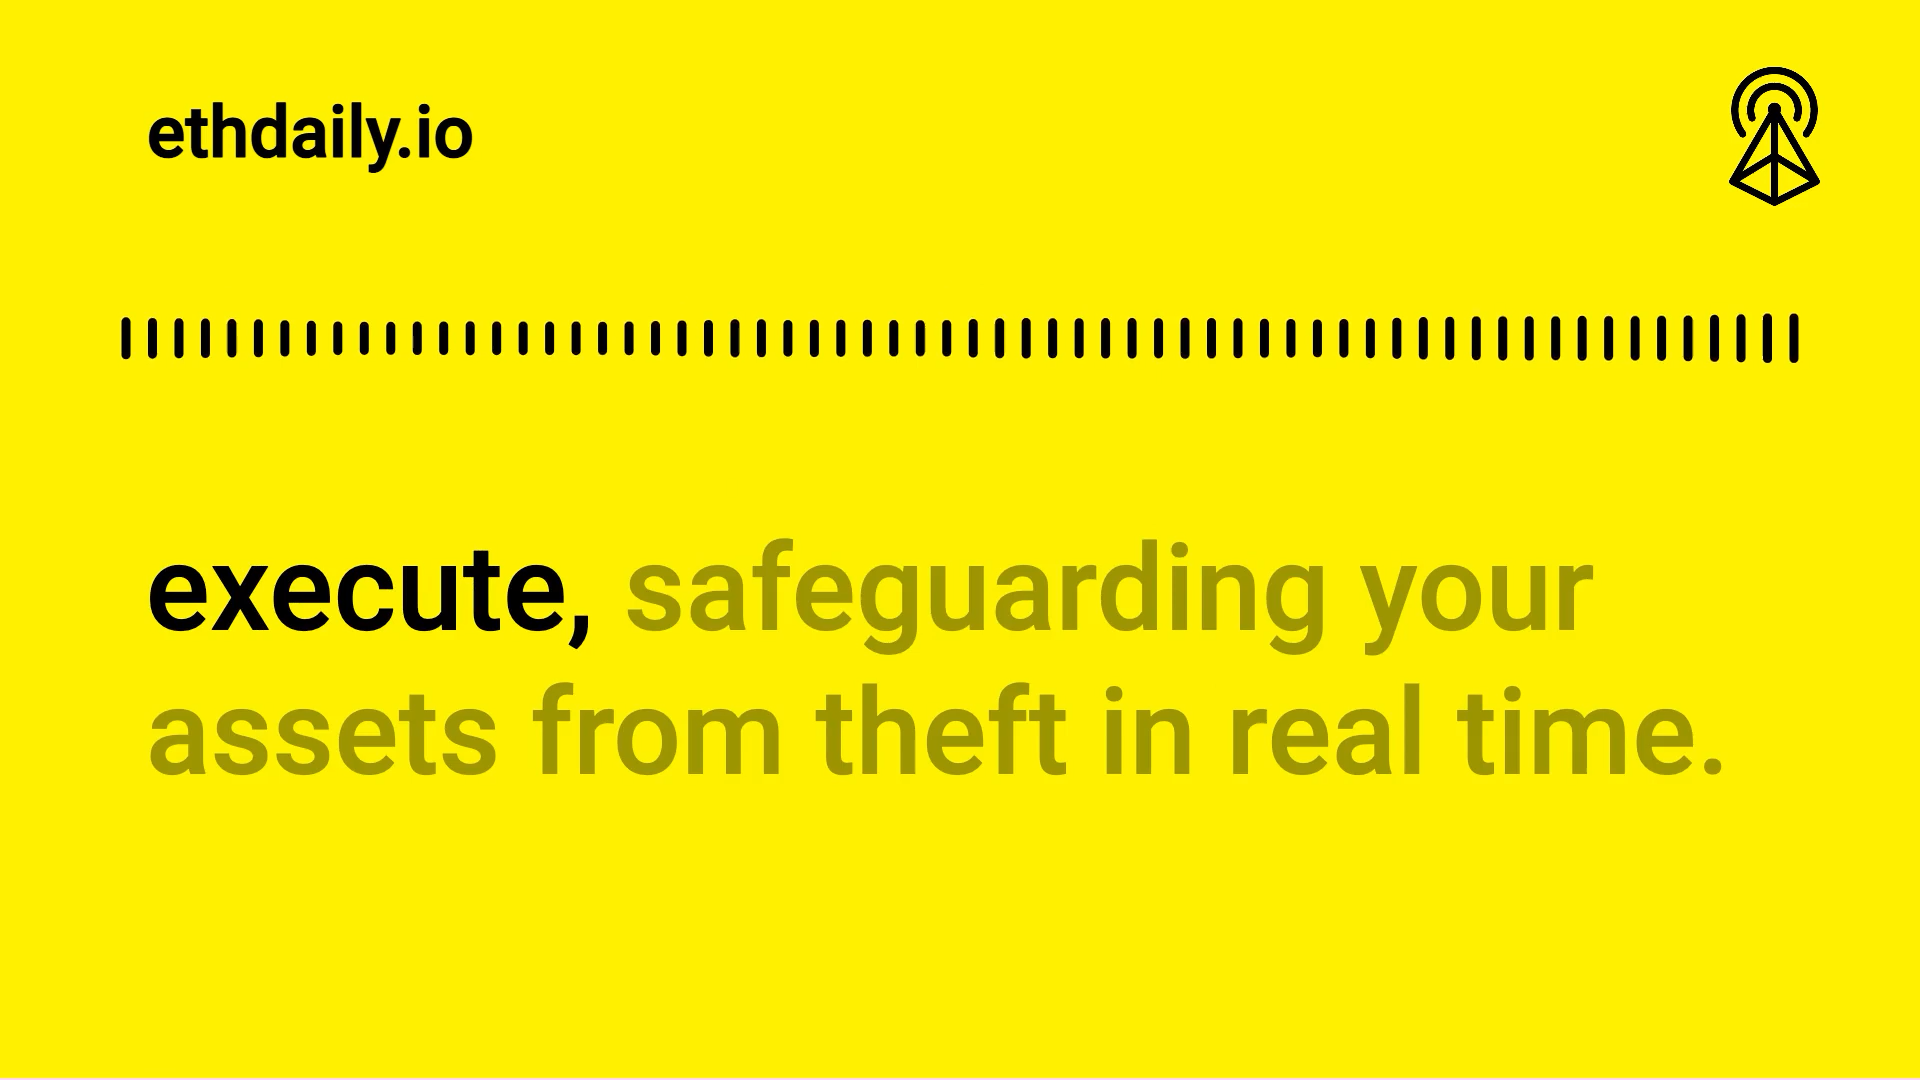 ethdaily.io
execute, safeguarding your
assets from theft in real time.